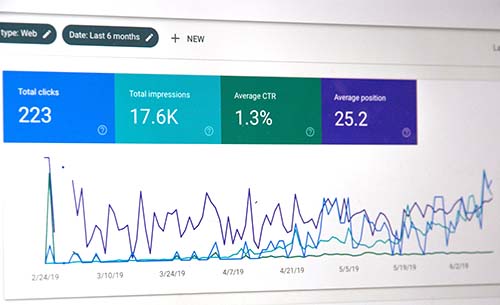 type: Web
Date: Last 6 months
+ NEW
La
Total clicks
223
Total impressions
17.6K
Average CTR
1.3%
Average position
25.2
2/24/19
3/10/19
3/24/19
4/7/19
4/21/19
5/5/19
5/19/19
6/2/19